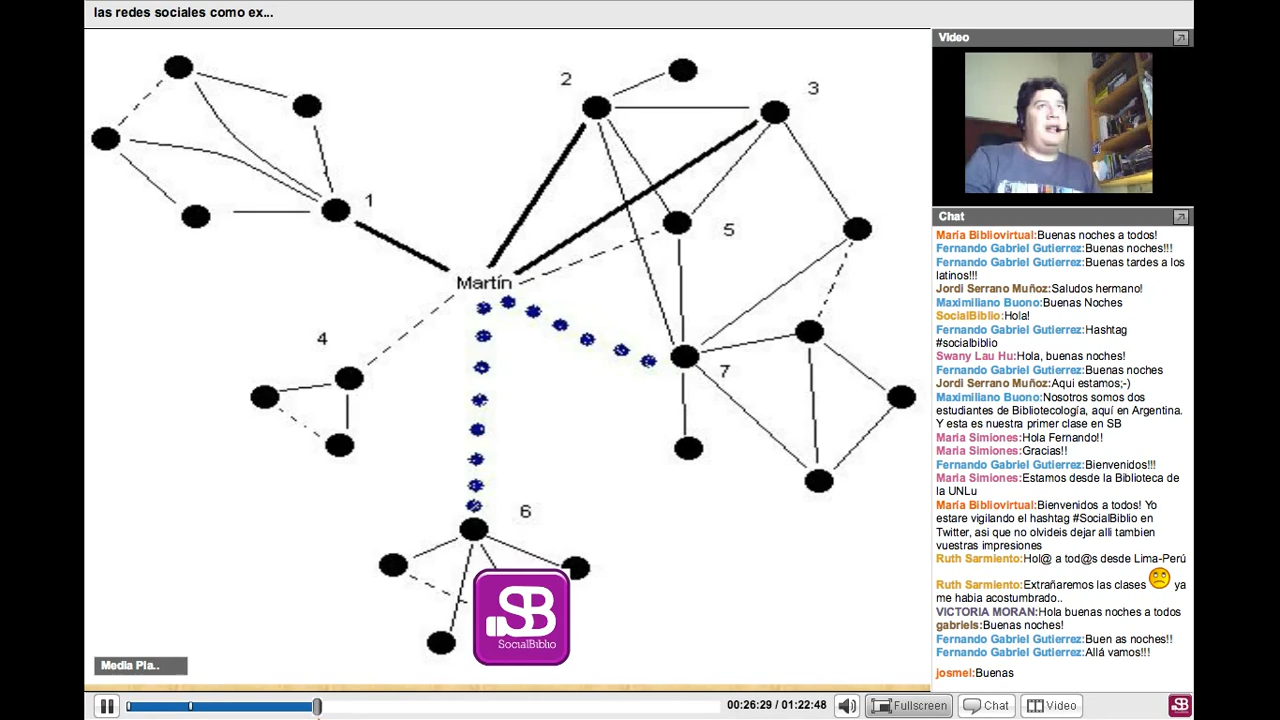 las redes sociales como ex...
2
3
1
5
Martín
4
7
6
SB
SocialBiblio
Media Pla..
Video
Chat
María Bibliovirtual:Buenas noches a todos!
Fernando Gabriel Gutierrez:Buenas noches!!!
Fernando Gabriel Gutierrez:Buenas tardes a los
latinos!!!
Jordi Serrano Muñoz:Saludos hermano!
Maximiliano Buono:Buenas Noches
SocialBiblio:Hola!
Fernando Gabriel Gutierrez:Hashtag
#socialbiblio
Swany Lau Hu:Hola, buenas noches!
Fernando Gabriel Gutierrez:Buenas noches
Jordi Serrano Muñoz:Aqui estamos;-)
Maximiliano Buono:Nosotros somos dos
estudiantes de Bibliotecología, aquí en Argentina.
Y esta es nuestra primer clase en SB
Maria Simiones:Hola Fernando!!
Maria Simiones:Gracias!!
Fernando Gabriel Gutierrez:Bienvenidos!!!
Maria Simiones:Estamos desde la Biblioteca de
la UNLu
María Bibliovirtual:Bienvenidos a todos! Yo
estare vigilando el hashtag #SocialBiblio en
Twitter, asi que no olvideis dejar alli tambien
vuestras impresiones
Ruth Sarmiento:Hol@ a tod@s desde Lima-Perú
Ruth Sarmiento:Extrañaremos las clases ya
me habia acostumbrado..
VICTORIA MORAN:Hola buenas noches a todos
gabriels:Buenas noches!
Fernando Gabriel Gutierrez:Buen as noches!!
Fernando Gabriel Gutierrez:Allá vamos!!!
josmel:Buenas
00:26:29 / 01:22:48
Fullscreen
Chat
Video
SB